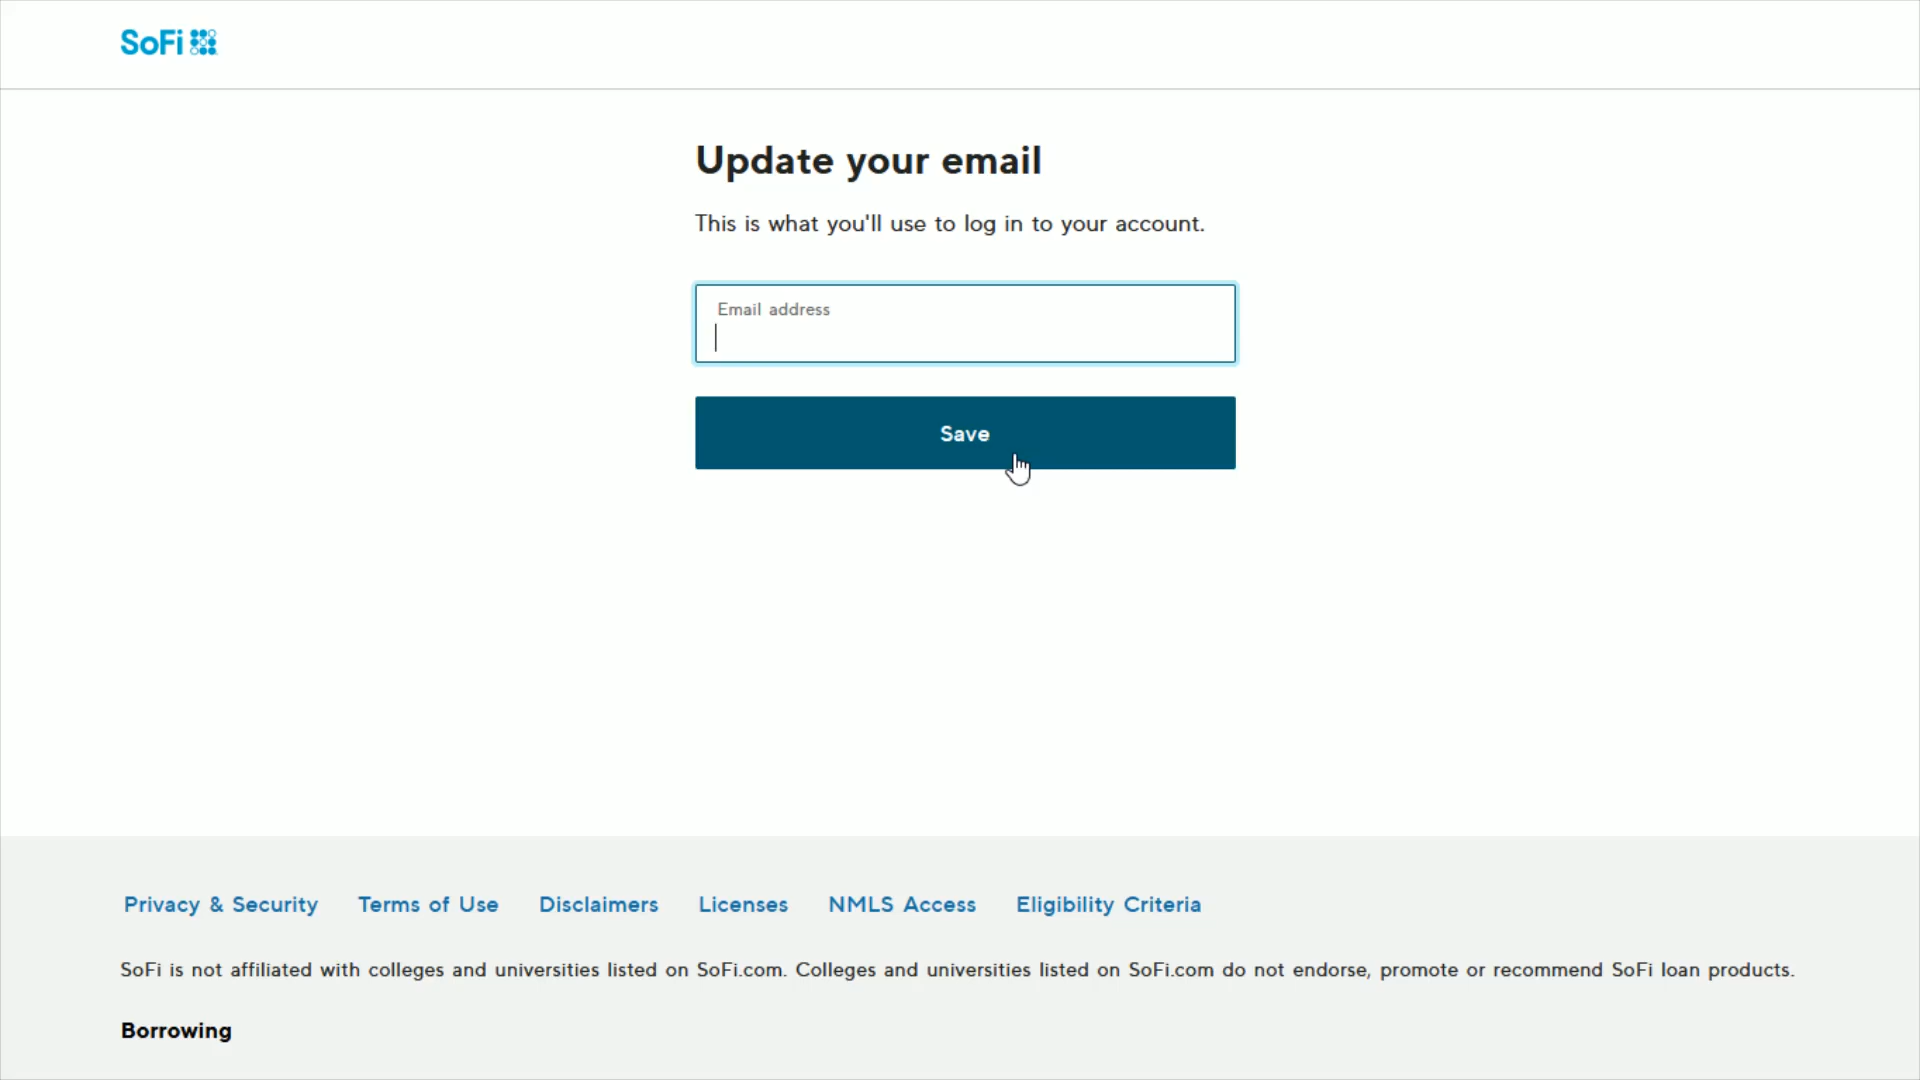 SoFi
Update your email
This is what you'll use to log in to your account.
Email address
Save
Privacy & Security Terms of Use Disclaimers Licenses NMLS Access Eligibility Criteria
SoFi is not affiliated with colleges and universities listed on SoFi.com. Colleges and universities listed on SoFi.com do not endorse, promote or recommend SoFi loan products.
Borrowing